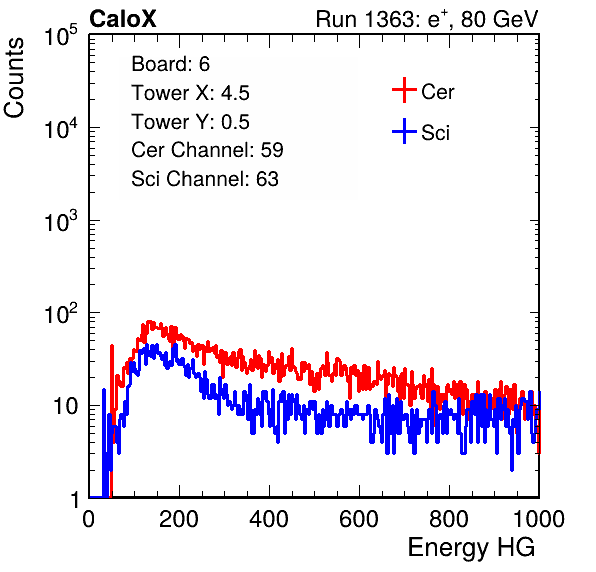 CaloX Run 1363: e⁺, 80 GeV
Counts
10⁵
10⁴
10³
10²
10
1
Board: 6
Tower X: 4.5
Tower Y: 0.5
Cer Channel: 59
Sci Channel: 63
Cer
Sci
0 200 400 600 800 1000
Energy HG